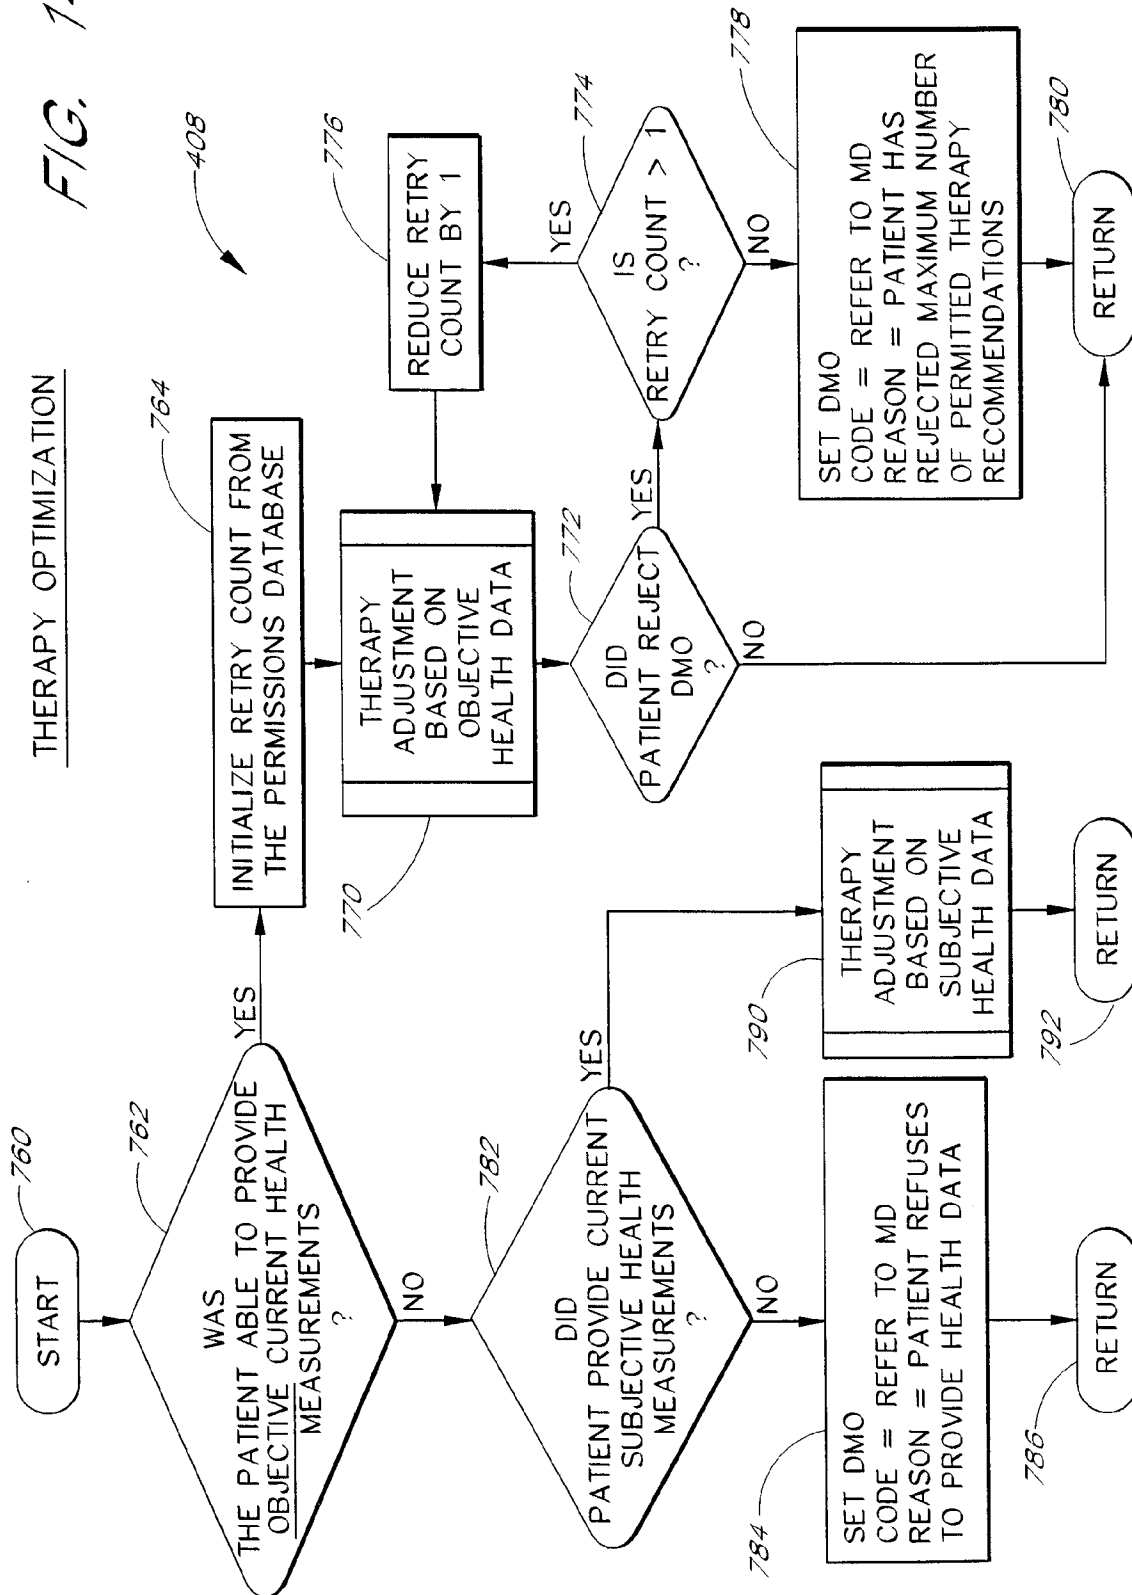 THERAPY OPTIMIZATION
FIG. 14
408
760
START
762
WAS
THE PATIENT ABLE TO PROVIDE
OBJECTIVE CURRENT HEALTH
MEASUREMENTS
?
YES
NO
764
INITIALIZE RETRY COUNT FROM
THE PERMISSIONS DATABASE
776
REDUCE RETRY
COUNT BY 1
770
THERAPY
ADJUSTMENT
BASED ON
OBJECTIVE
HEALTH DATA
772
DID
PATIENT REJECT
DMO
?
YES
NO
774
IS
RETRY COUNT > 1
?
YES
NO
778
SET DMO
CODE = REFER TO MD
REASON = PATIENT HAS
REJECTED MAXIMUM NUMBER
OF PERMITTED THERAPY
RECOMMENDATIONS
780
RETURN
782
DID
PATIENT PROVIDE CURRENT
SUBJECTIVE HEALTH
MEASUREMENTS
?
YES
NO
790
THERAPY
ADJUSTMENT
BASED ON
SUBJECTIVE
HEALTH DATA
792
RETURN
784
SET DMO
CODE = REFER TO MD
REASON = PATIENT REFUSES
TO PROVIDE HEALTH DATA
786
RETURN